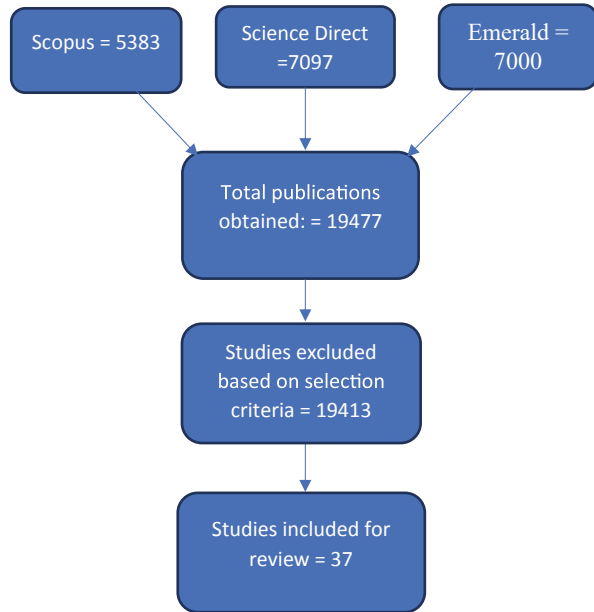 Scopus = 5383
Science Direct
=7097
Emerald =
7000
Total publications
obtained: = 19477
Studies excluded
based on selection
criteria = 19413
Studies included for
review = 37